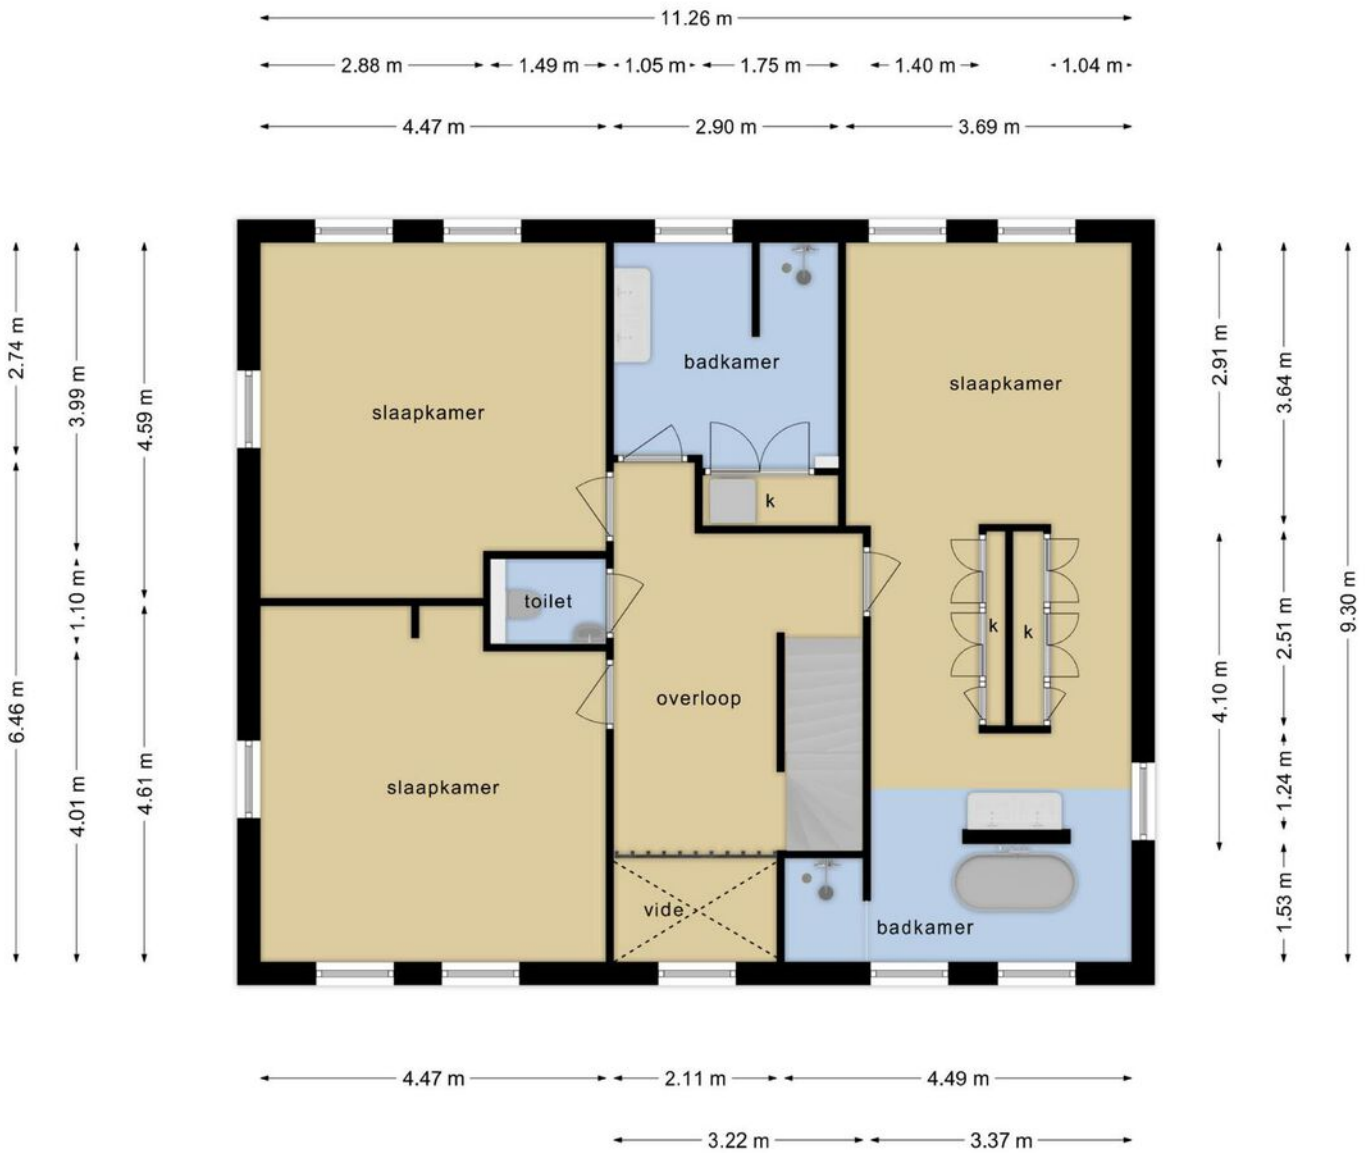 11.26 m
2.88 m 1.49 m 1.05 m 1.75 m 1.40 m 1.04 m
4.47 m 2.90 m 3.69 m
2.74 m
6.46 m
3.99 m
1.10 m
4.01 m
4.59 m
4.61 m
slaapkamer
badkamer
slaapkamer
k
toilet
k
k
overloop
slaapkamer
vide
badkamer
2.91 m
4.10 m
3.64 m
2.51 m
1.24 m
1.53 m
9.30 m
4.47 m 2.11 m 4.49 m
3.22 m 3.37 m